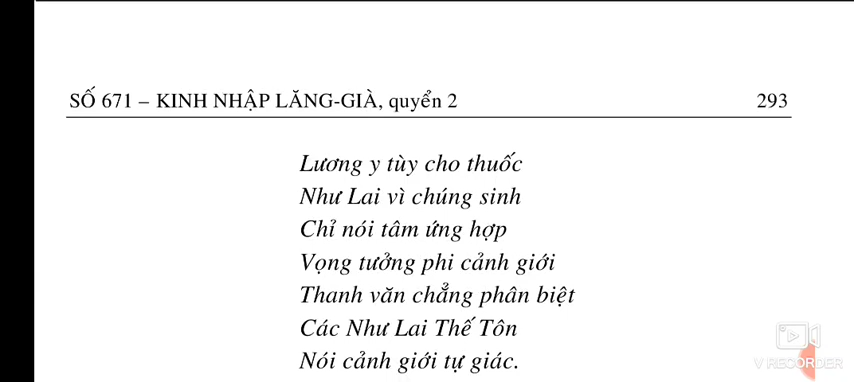 SỐ 671 – KINH NHẬP LĂNG-GIÀ, quyển 2 293
Lương y tùy cho thuốc
Như Lai vì chúng sinh
Chỉ nói tâm ứng hợp
Vọng tưởng phi cảnh giới
Thanh văn chẳng phân biệt
Các Như Lai Thế Tôn
Nói cảnh giới tự giác.
V RECORDER